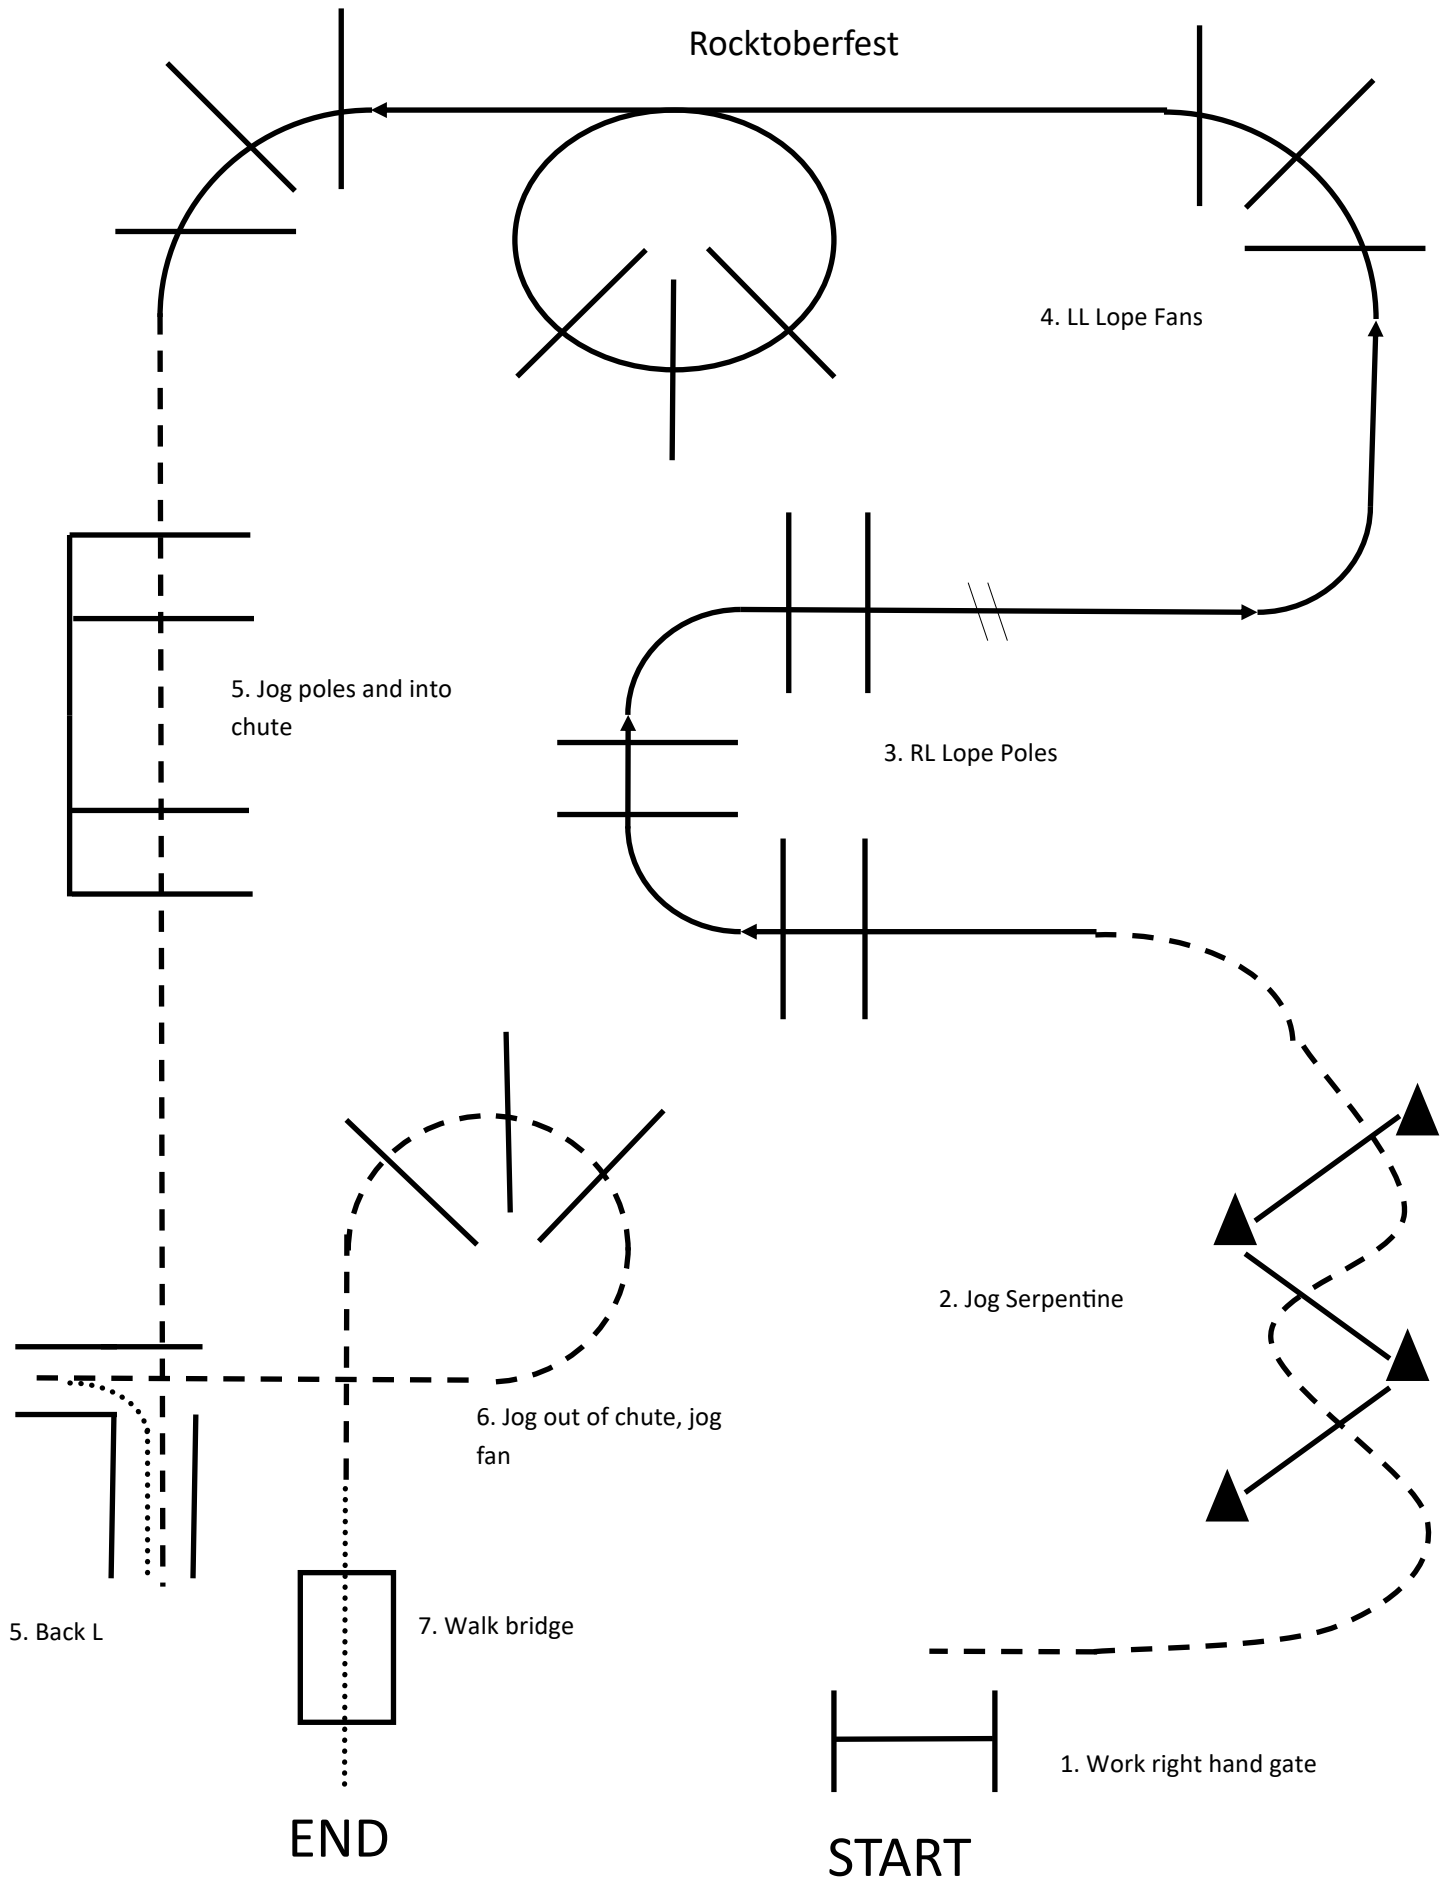 Rocktoberfest
4. LL Lope Fans
5. Jog poles and into
chute
3. RL Lope Poles
2. Jog Serpentine
6. Jog out of chute, jog
fan
5. Back L
7. Walk bridge
1. Work right hand gate
END
START